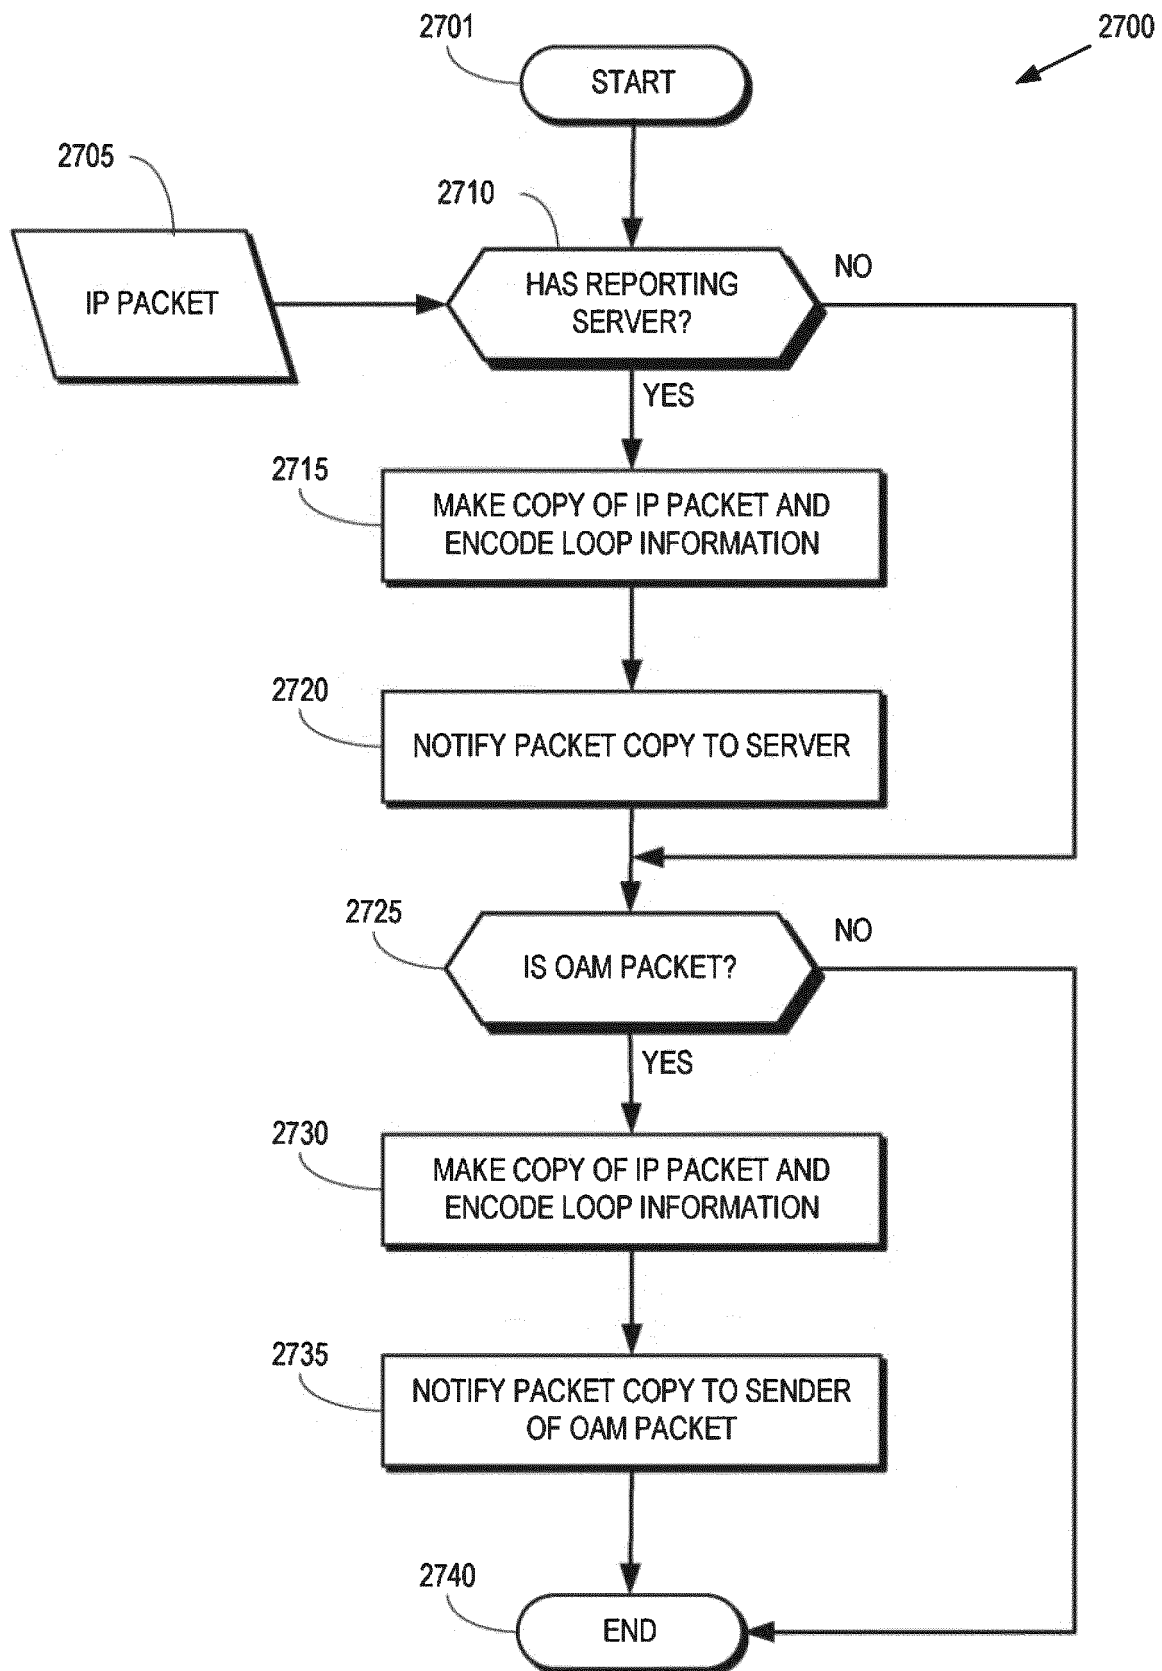 2701
2700
START
2705
2710
IP PACKET
HAS REPORTING
SERVER?
NO
YES
2715
MAKE COPY OF IP PACKET AND
ENCODE LOOP INFORMATION
2720
NOTIFY PACKET COPY TO SERVER
2725
IS OAM PACKET?
NO
YES
2730
MAKE COPY OF IP PACKET AND
ENCODE LOOP INFORMATION
2735
NOTIFY PACKET COPY TO SENDER
OF OAM PACKET
2740
END